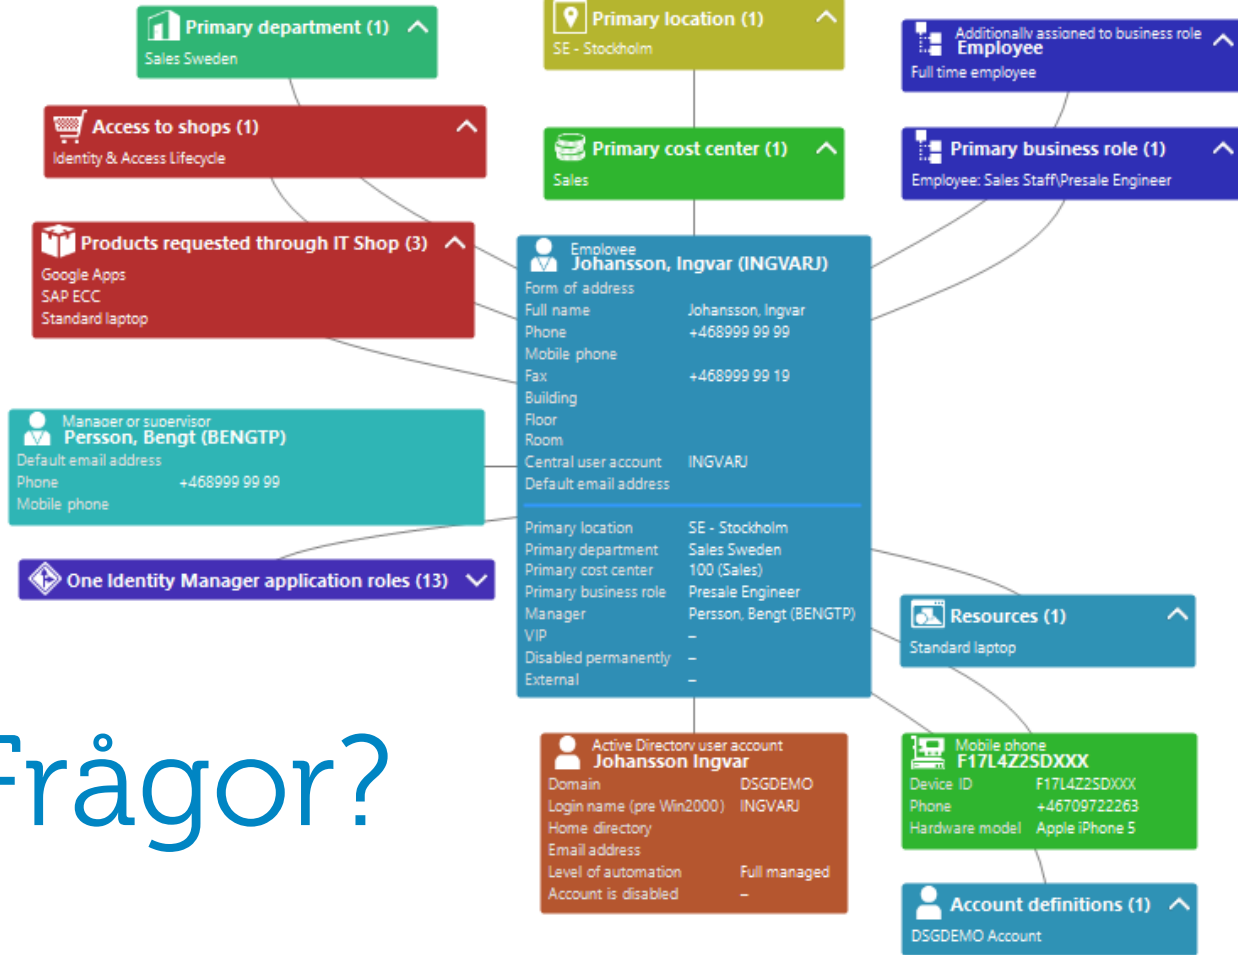 Primary department (1)
Sales Sweden
Primary location (1)
SE - Stockholm
Additionally assigned to business role
Employee
Full time employee
Access to shops (1)
Identity & Access Lifecycle
Primary cost center (1)
Sales
Primary business role (1)
Employee: Sales Staff\Presale Engineer
Products requested through IT Shop (3)
Google Apps
SAP ECC
Standard laptop
Employee
Johansson, Ingvar (INGVARJ)
Form of address
Full name Johansson, Ingvar
Phone +468999 99 99
Mobile phone
Fax +468999 99 19
Building
Floor
Room
Central user account INGVARJ
Default email address
Primary location SE - Stockholm
Primary department Sales Sweden
Primary cost center 100 (Sales)
Primary business role Presale Engineer
Manager Persson, Bengt (BENGTP)
VIP –
Disabled permanently –
External –
Manager or supervisor
Persson, Bengt (BENGTP)
Default email address
Phone +468999 99 99
Mobile phone
One Identity Manager application roles (13)
Resources (1)
Standard laptop
Frågor?
Active Directory user account
Johansson Ingvar
Domain DSGDEMO
Login name (pre Win2000) INGVARJ
Home directory
Email address
Level of automation Full managed
Account is disabled –
Mobile phone
F17L4Z2SDXXX
Device ID F17L4Z2SDXXX
Phone +46709722263
Hardware model Apple iPhone 5
Account definitions (1)
DSGDEMO Account